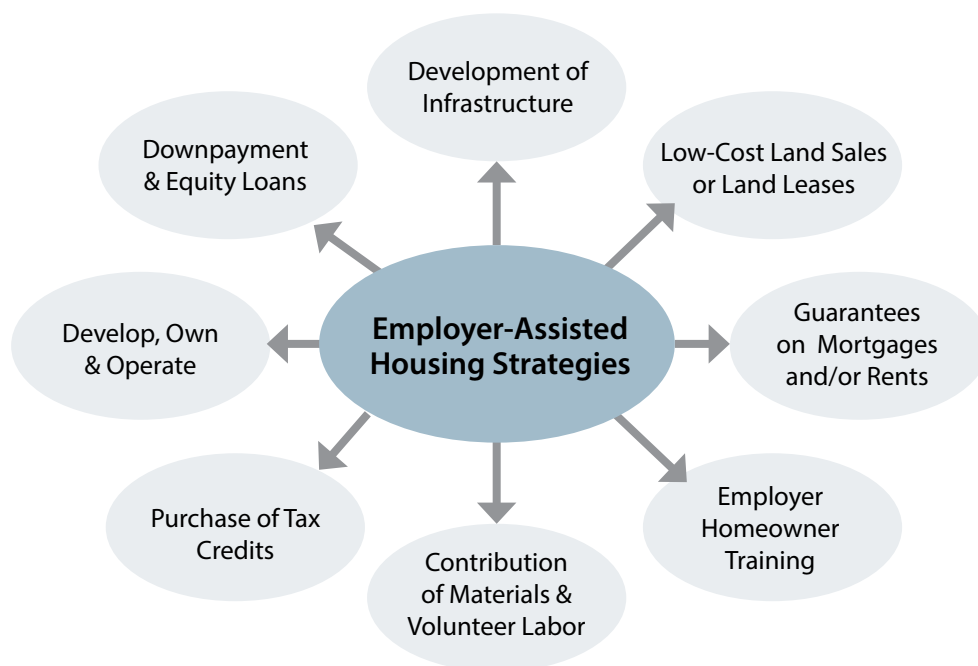 Development of
Infrastructure
Downpayment
& Equity Loans
Low-Cost Land Sales
or Land Leases
Employer-Assisted
Housing Strategies
Develop, Own
& Operate
Guarantees
on Mortgages
and/or Rents
Purchase of Tax
Credits
Employer
Homeowner
Training
Contribution
of Materials &
Volunteer Labor